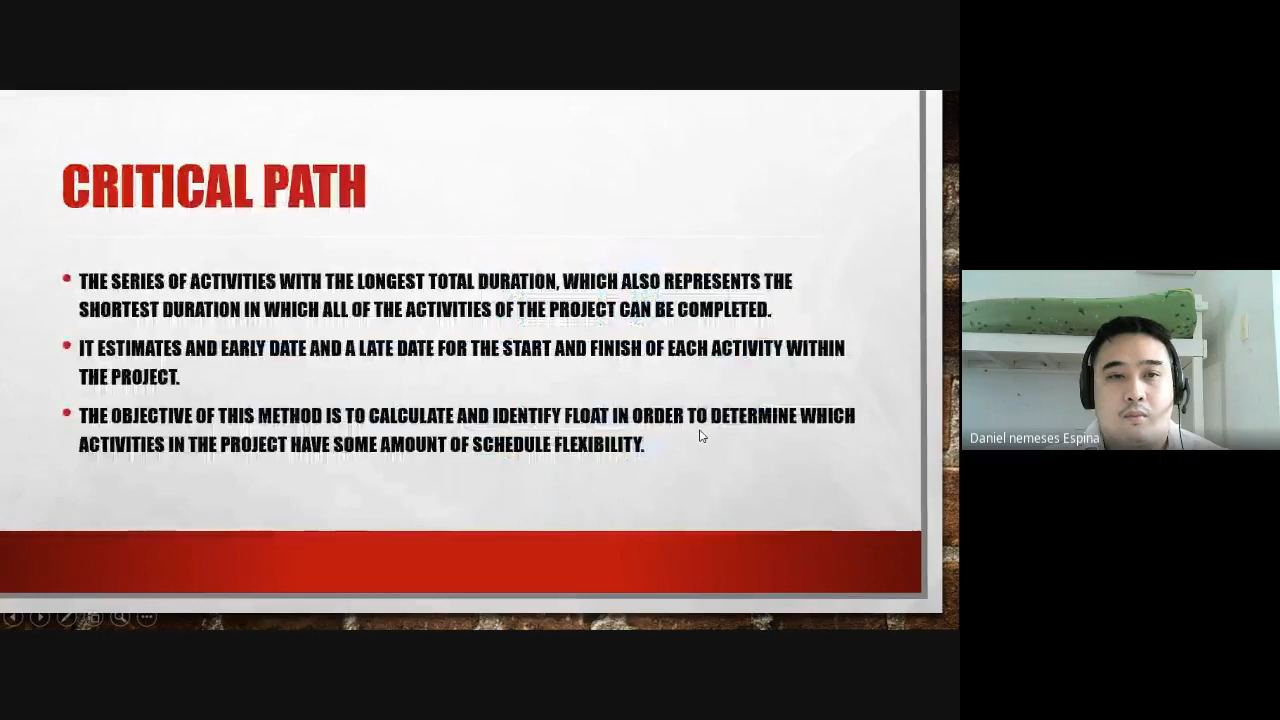 CRITICAL PATH
• THE SERIES OF ACTIVITIES WITH THE LONGEST TOTAL DURATION, WHICH ALSO REPRESENTS THE
SHORTEST DURATION IN WHICH ALL OF THE ACTIVITIES OF THE PROJECT CAN BE COMPLETED.
• IT ESTIMATES AND EARLY DATE AND A LATE DATE FOR THE START AND FINISH OF EACH ACTIVITY WITHIN
THE PROJECT.
• THE OBJECTIVE OF THIS METHOD IS TO CALCULATE AND IDENTIFY FLOAT IN ORDER TO DETERMINE WHICH
ACTIVITIES IN THE PROJECT HAVE SOME AMOUNT OF SCHEDULE FLEXIBILITY.
Daniel nemeses Espina